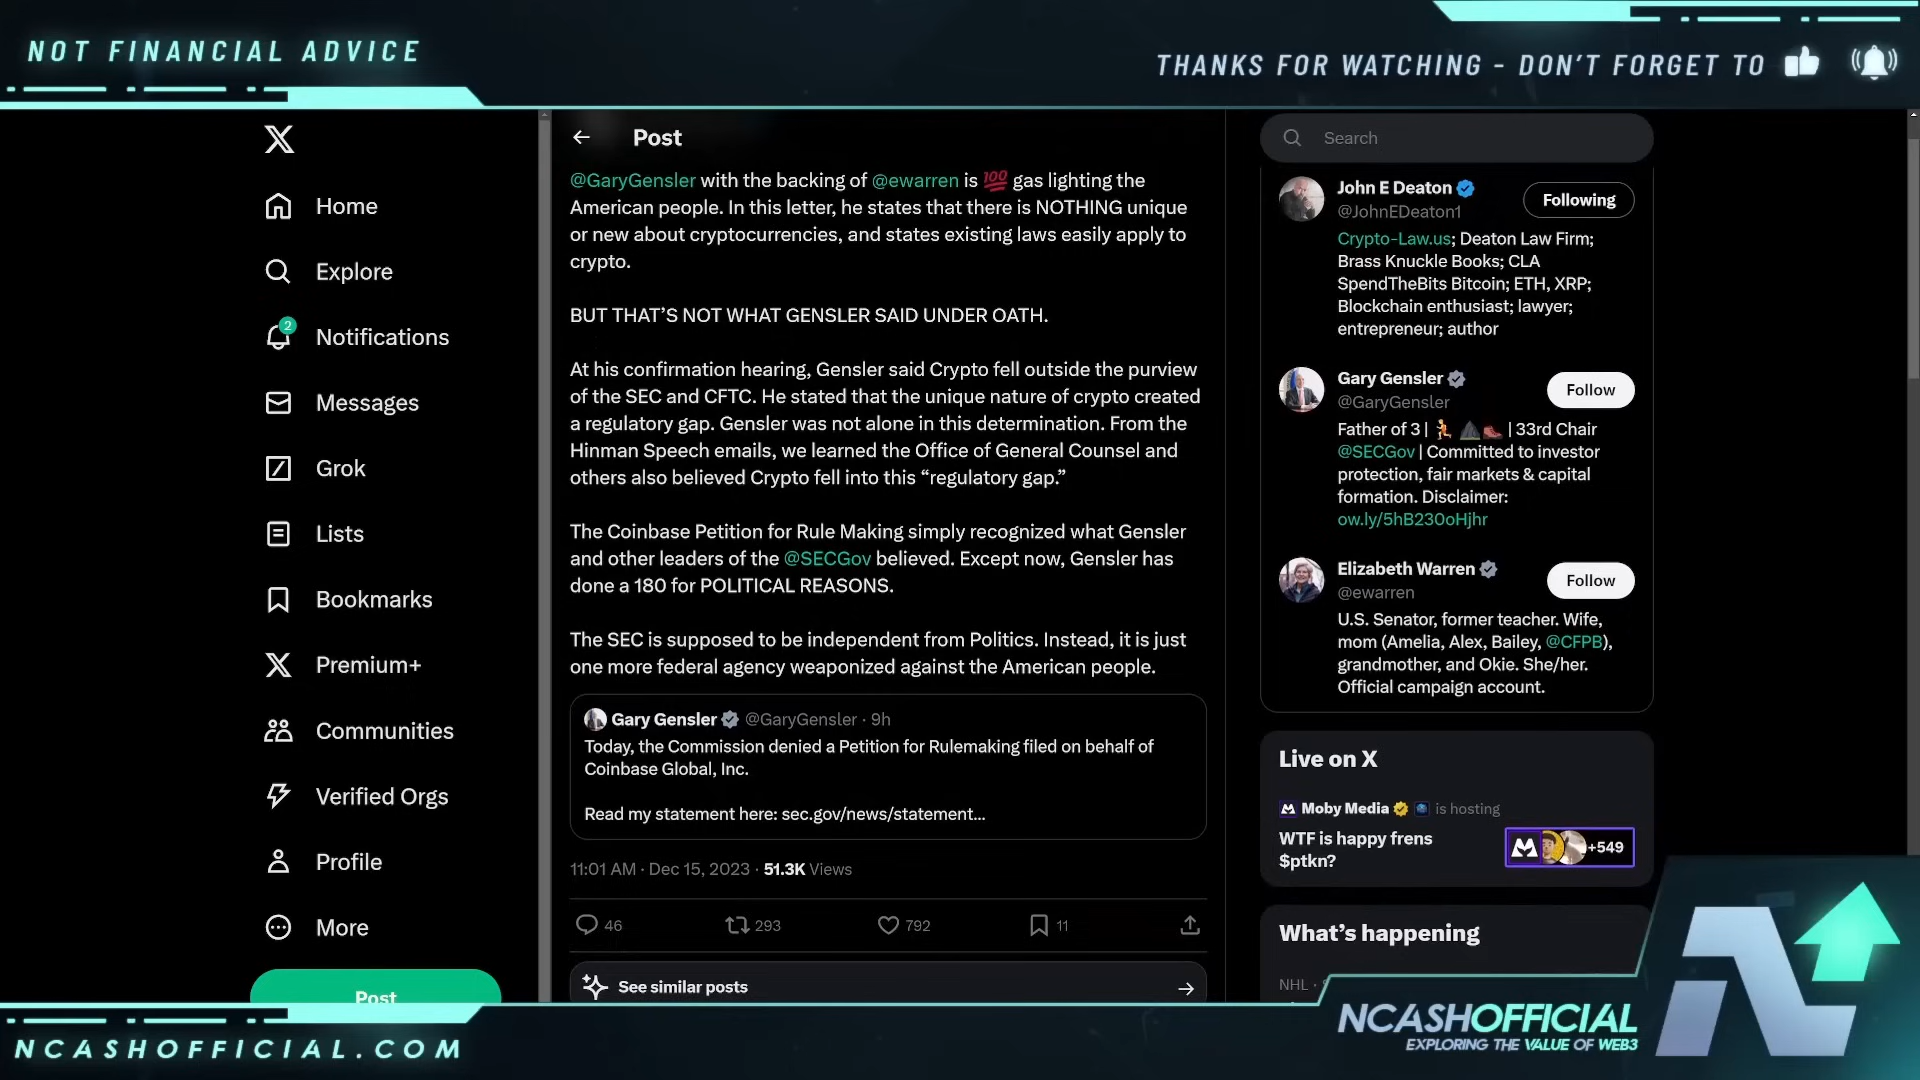 NOT FINANCIAL ADVICE
THANKS FOR WATCHING - DON'T FORGET TO
Home
Explore
2
Notifications
Messages
Grok
Lists
Bookmarks
Premium+
Communities
Verified Orgs
Profile
More
Post
Post
@GaryGensler with the backing of @ewarren is 💯 gas lighting the
American people. In this letter, he states that there is NOTHING unique
or new about cryptocurrencies, and states existing laws easily apply to
crypto.
BUT THAT’S NOT WHAT GENSLER SAID UNDER OATH.
At his confirmation hearing, Gensler said Crypto fell outside the purview
of the SEC and CFTC. He stated that the unique nature of crypto created
a regulatory gap. Gensler was not alone in this determination. From the
Hinman Speech emails, we learned the Office of General Counsel and
others also believed Crypto fell into this “regulatory gap.”
The Coinbase Petition for Rule Making simply recognized what Gensler
and other leaders of the @SECGov believed. Except now, Gensler has
done a 180 for POLITICAL REASONS.
The SEC is supposed to be independent from Politics. Instead, it is just
one more federal agency weaponized against the American people.
Gary Gensler @GaryGensler · 9h
Today, the Commission denied a Petition for Rulemaking filed on behalf of
Coinbase Global, Inc.
Read my statement here: sec.gov/news/statement...
11:01 AM · Dec 15, 2023 · 51.3K Views
46 293 792 11
See similar posts
Search
John E Deaton
Following
@JohnEDeaton1
Crypto-Law.us; Deaton Law Firm;
Brass Knuckle Books; CLA
SpendTheBits Bitcoin; ETH, XRP;
Blockchain enthusiast; lawyer;
entrepreneur; author
Gary Gensler
Follow
@GaryGensler
Father of 3 | 🏃 ⛰️🥾 | 33rd Chair
@SECGov | Committed to investor
protection, fair markets & capital
formation. Disclaimer:
ow.ly/5hB230oHjhr
Elizabeth Warren
Follow
@ewarren
U.S. Senator, former teacher. Wife,
mom (Amelia, Alex, Bailey, @CFPB),
grandmother, and Okie. She/her.
Official campaign account.
Live on X
Moby Media is hosting
WTF is happy frens
$ptkn?
+549
What’s happening
NHL ·
NCASHOFFICIAL
EXPLORING THE VALUE OF WEB3
NCASHOFFICIAL.COM